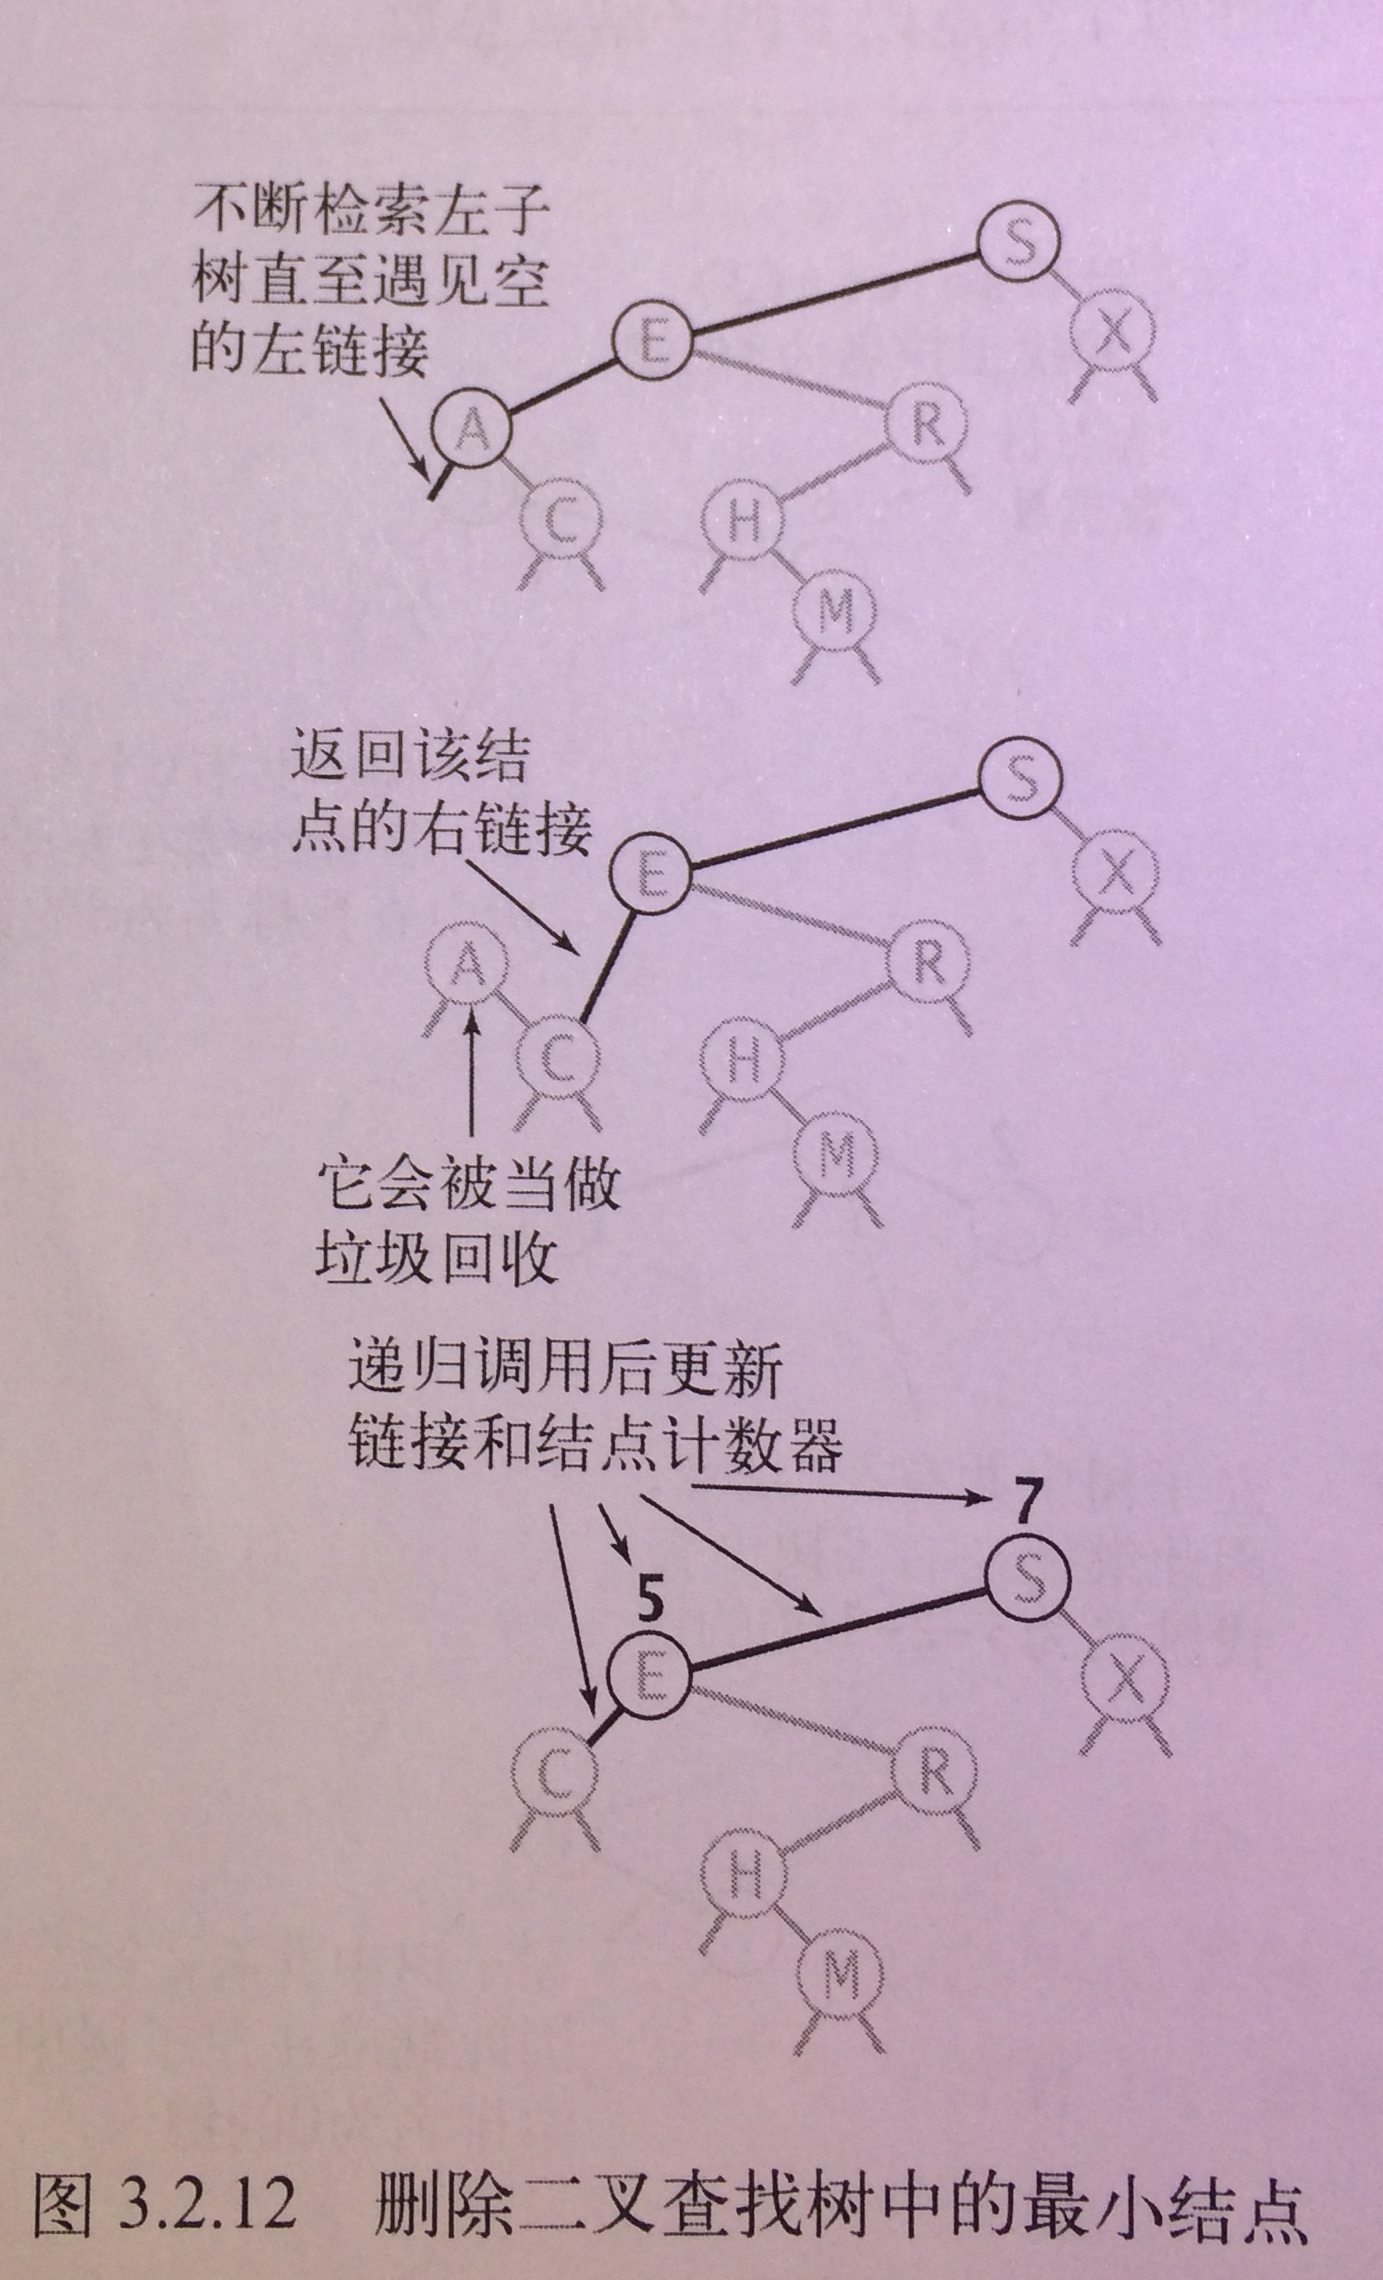 不断检索左子
树直至遇见空
的左链接
S
E
X
A
R
C
H
M
返回该结
点的右链接
S
E
X
A
R
C
H
M
它会被当做
垃圾回收
递归调用后更新
链接和结点计数器
7
5
S
E
X
C
R
H
M
图 3.2.12 删除二叉查找树中的最小结点